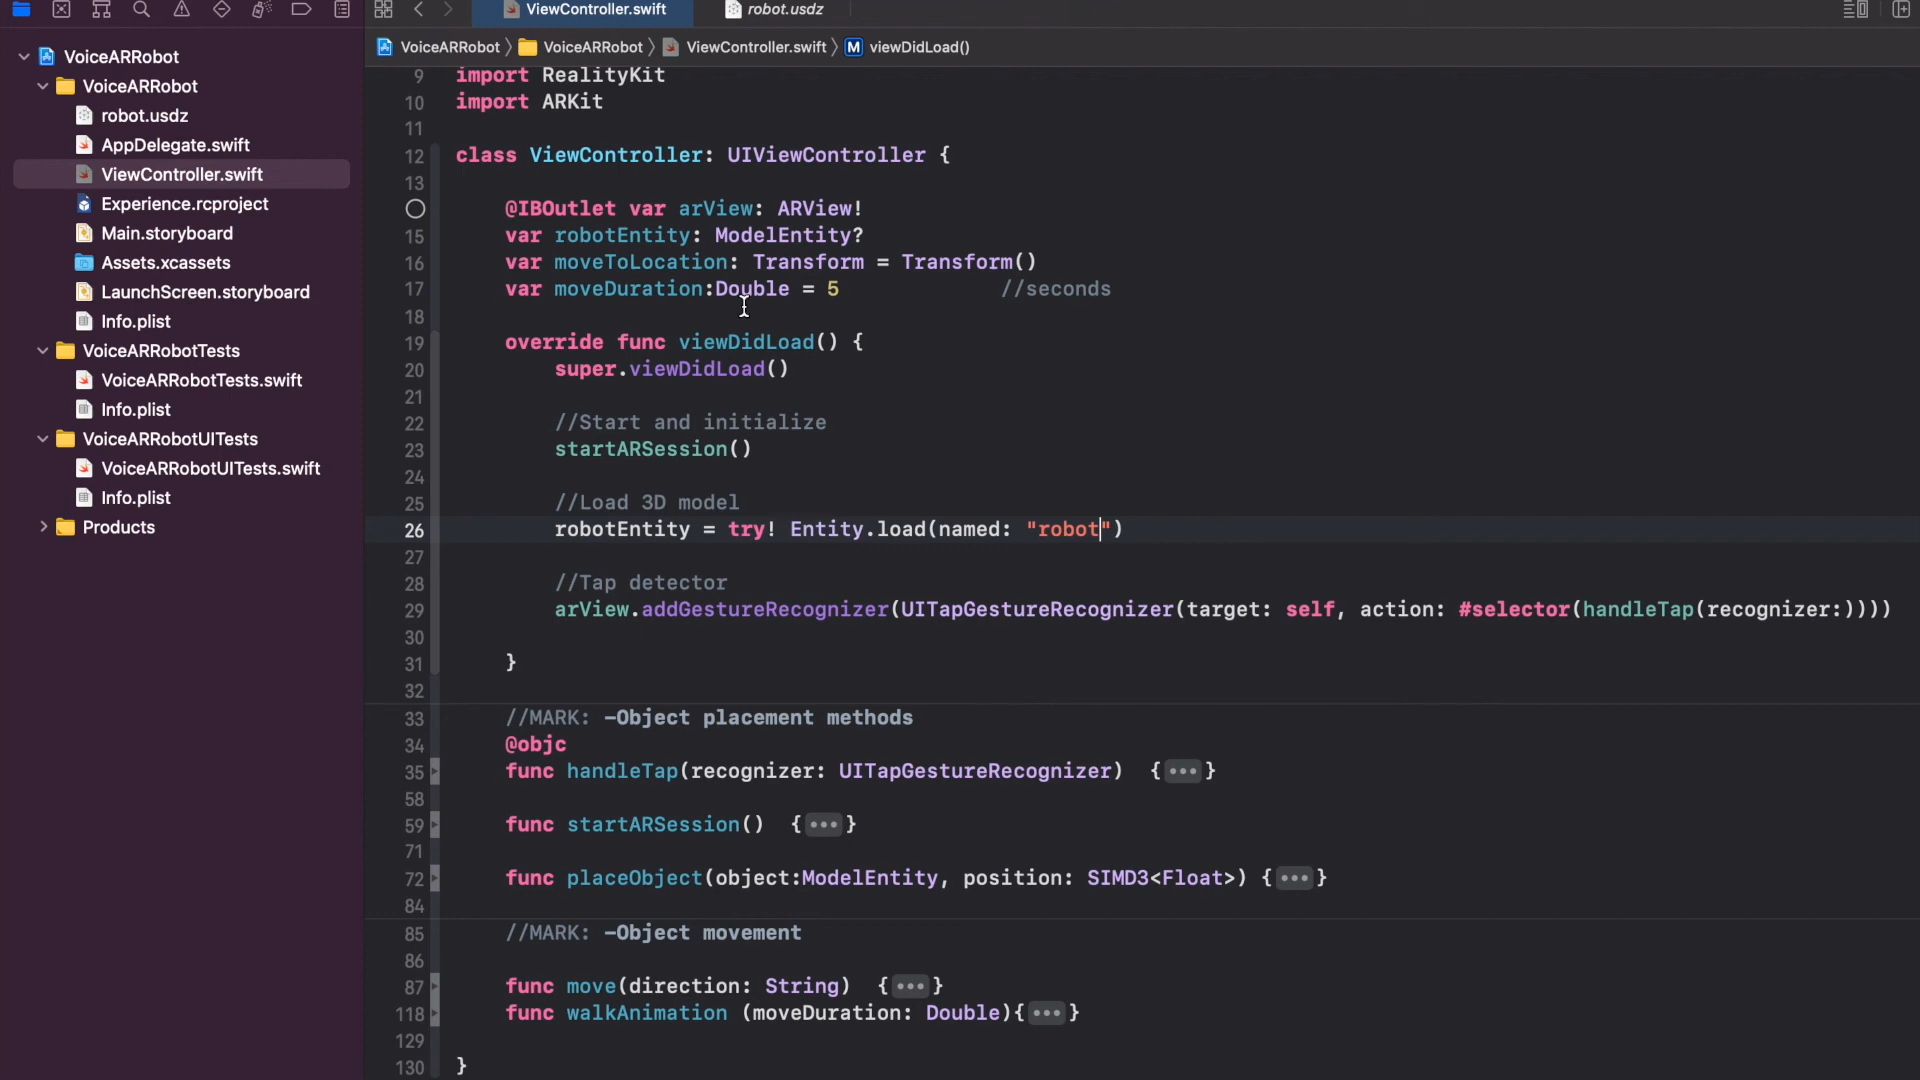 ViewController.swift
robot.usdz
VoiceARRobot
VoiceARRobot
robot.usdz
AppDelegate.swift
ViewController.swift
Experience.rcproject
Main.storyboard
Assets.xcassets
LaunchScreen.storyboard
Info.plist
VoiceARRobotTests
VoiceARRobotTests.swift
Info.plist
VoiceARRobotUITests
VoiceARRobotUITests.swift
Info.plist
Products
VoiceARRobot 〉 VoiceARRobot 〉 ViewController.swift 〉 M viewDidLoad()
9 import RealityKit
10 import ARKit
11
12 class ViewController: UIViewController {
13
@IBOutlet var arView: ARView!
15 var robotEntity: ModelEntity?
16 var moveToLocation: Transform = Transform()
17 var moveDuration:Double = 5 //seconds
18
19 override func viewDidLoad() {
20 super.viewDidLoad()
21
22 //Start and initialize
23 startARSession()
24
25 //Load 3D model
26 robotEntity = try! Entity.load(named: "robot")
27
28 //Tap detector
29 arView.addGestureRecognizer(UITapGestureRecognizer(target: self, action: #selector(handleTap(recognizer:))))
30
31 }
32
33 //MARK: -Object placement methods
34 @objc
35 func handleTap(recognizer: UITapGestureRecognizer) {•••}
58
59 func startARSession() {•••}
71
72 func placeObject(object:ModelEntity, position: SIMD3<Float>) {•••}
84
85 //MARK: -Object movement
86
87 func move(direction: String) {•••}
118 func walkAnimation (moveDuration: Double){•••}
129
130 }